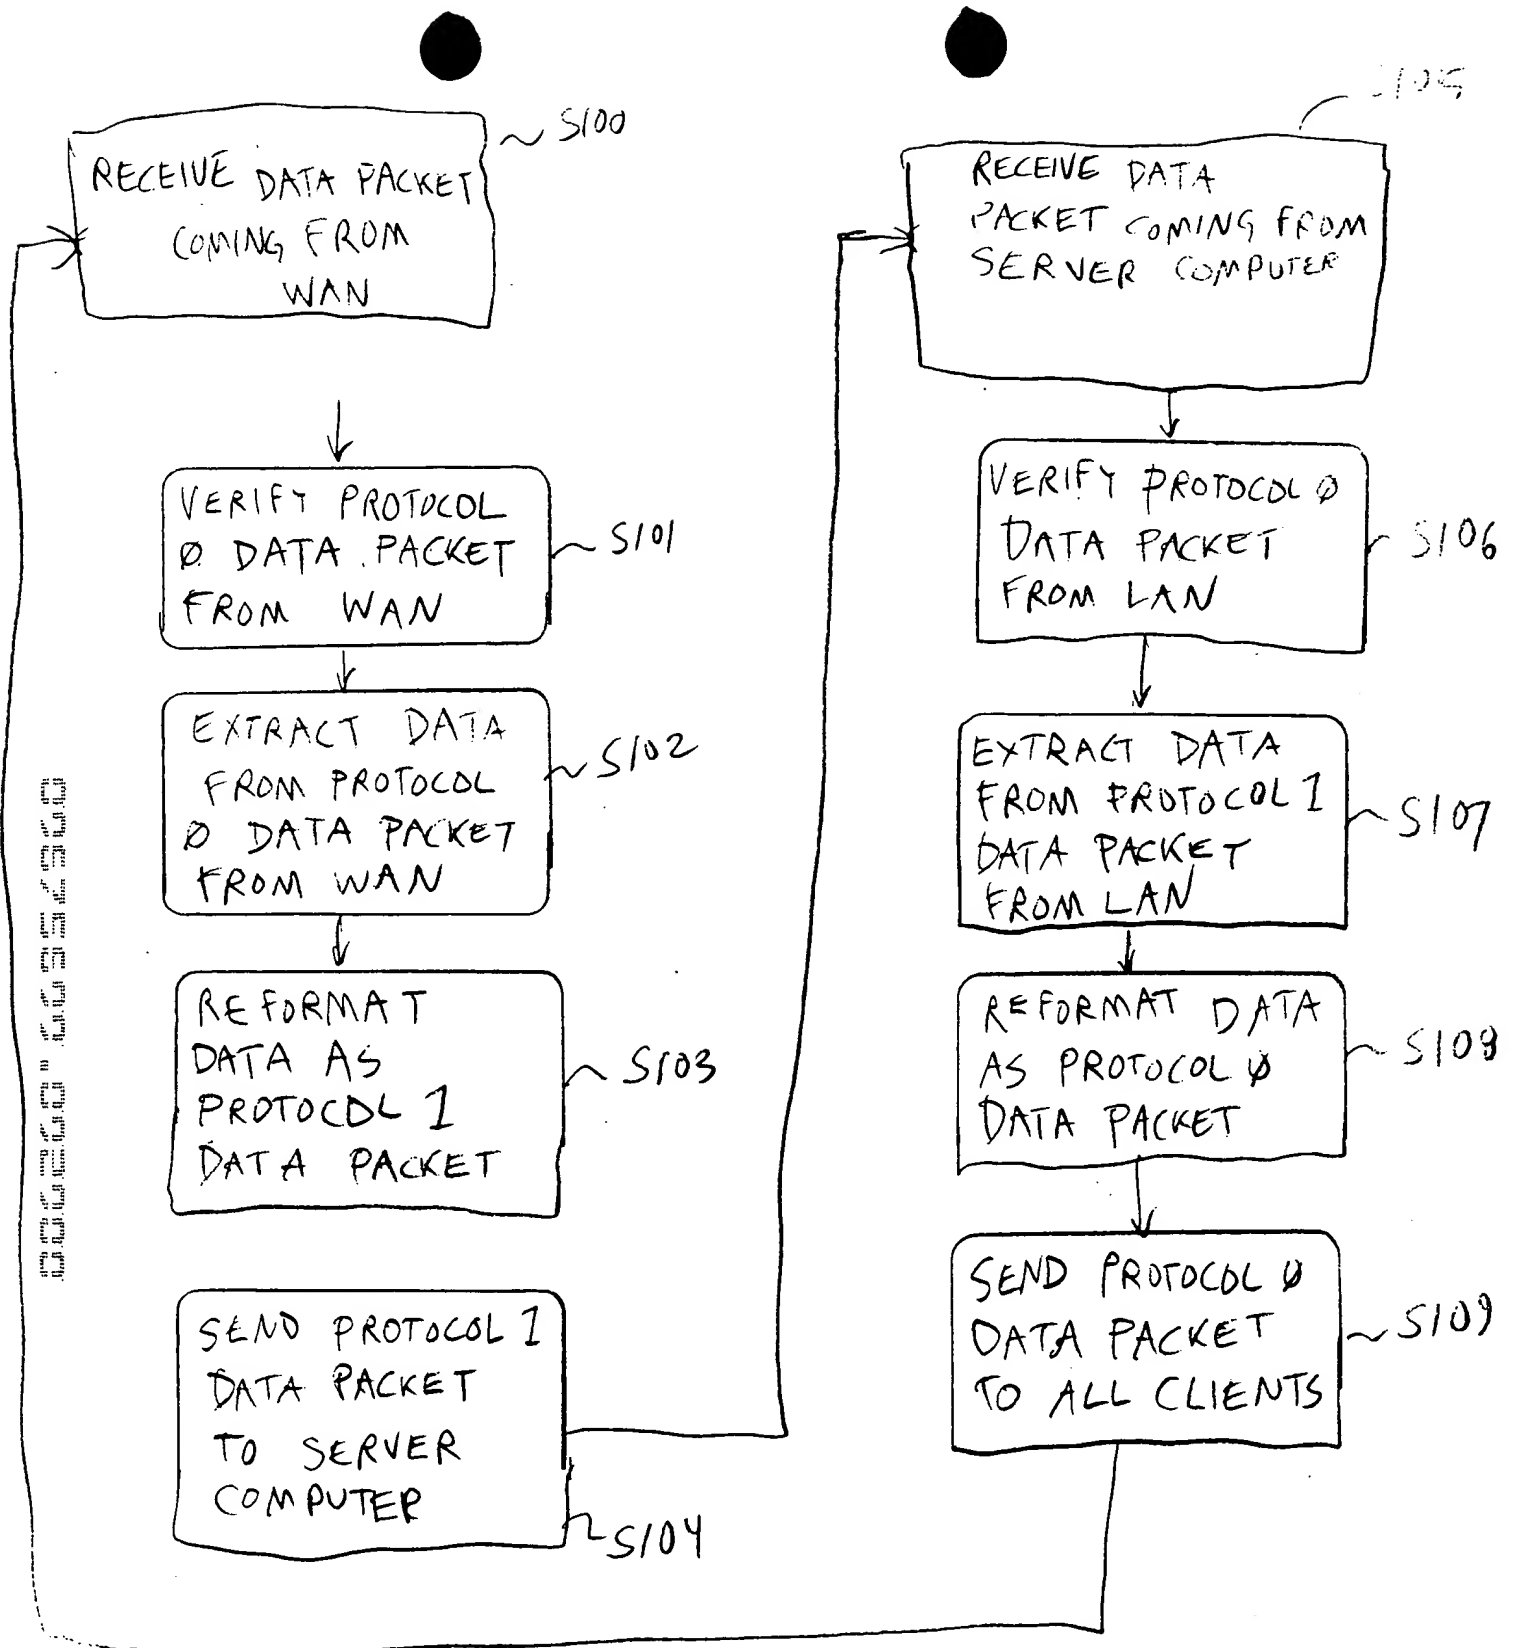 S100
RECEIVE DATA PACKET
COMING FROM
WAN
VERIFY PROTOCOL
Ø DATA PACKET
FROM WAN
S101
EXTRACT DATA
FROM PROTOCOL
Ø DATA PACKET
FROM WAN
S102
REFORMAT
DATA AS
PROTOCOL 1
DATA PACKET
S103
SEND PROTOCOL 1
DATA PACKET
TO SERVER
COMPUTER
S104
S105
RECEIVE DATA
PACKET COMING FROM
SERVER COMPUTER
VERIFY PROTOCOL Ø
DATA PACKET
FROM LAN
S106
EXTRACT DATA
FROM PROTOCOL 1
DATA PACKET
FROM LAN
S107
REFORMAT DATA
AS PROTOCOL Ø
DATA PACKET
S108
SEND PROTOCOL Ø
DATA PACKET
TO ALL CLIENTS
S109